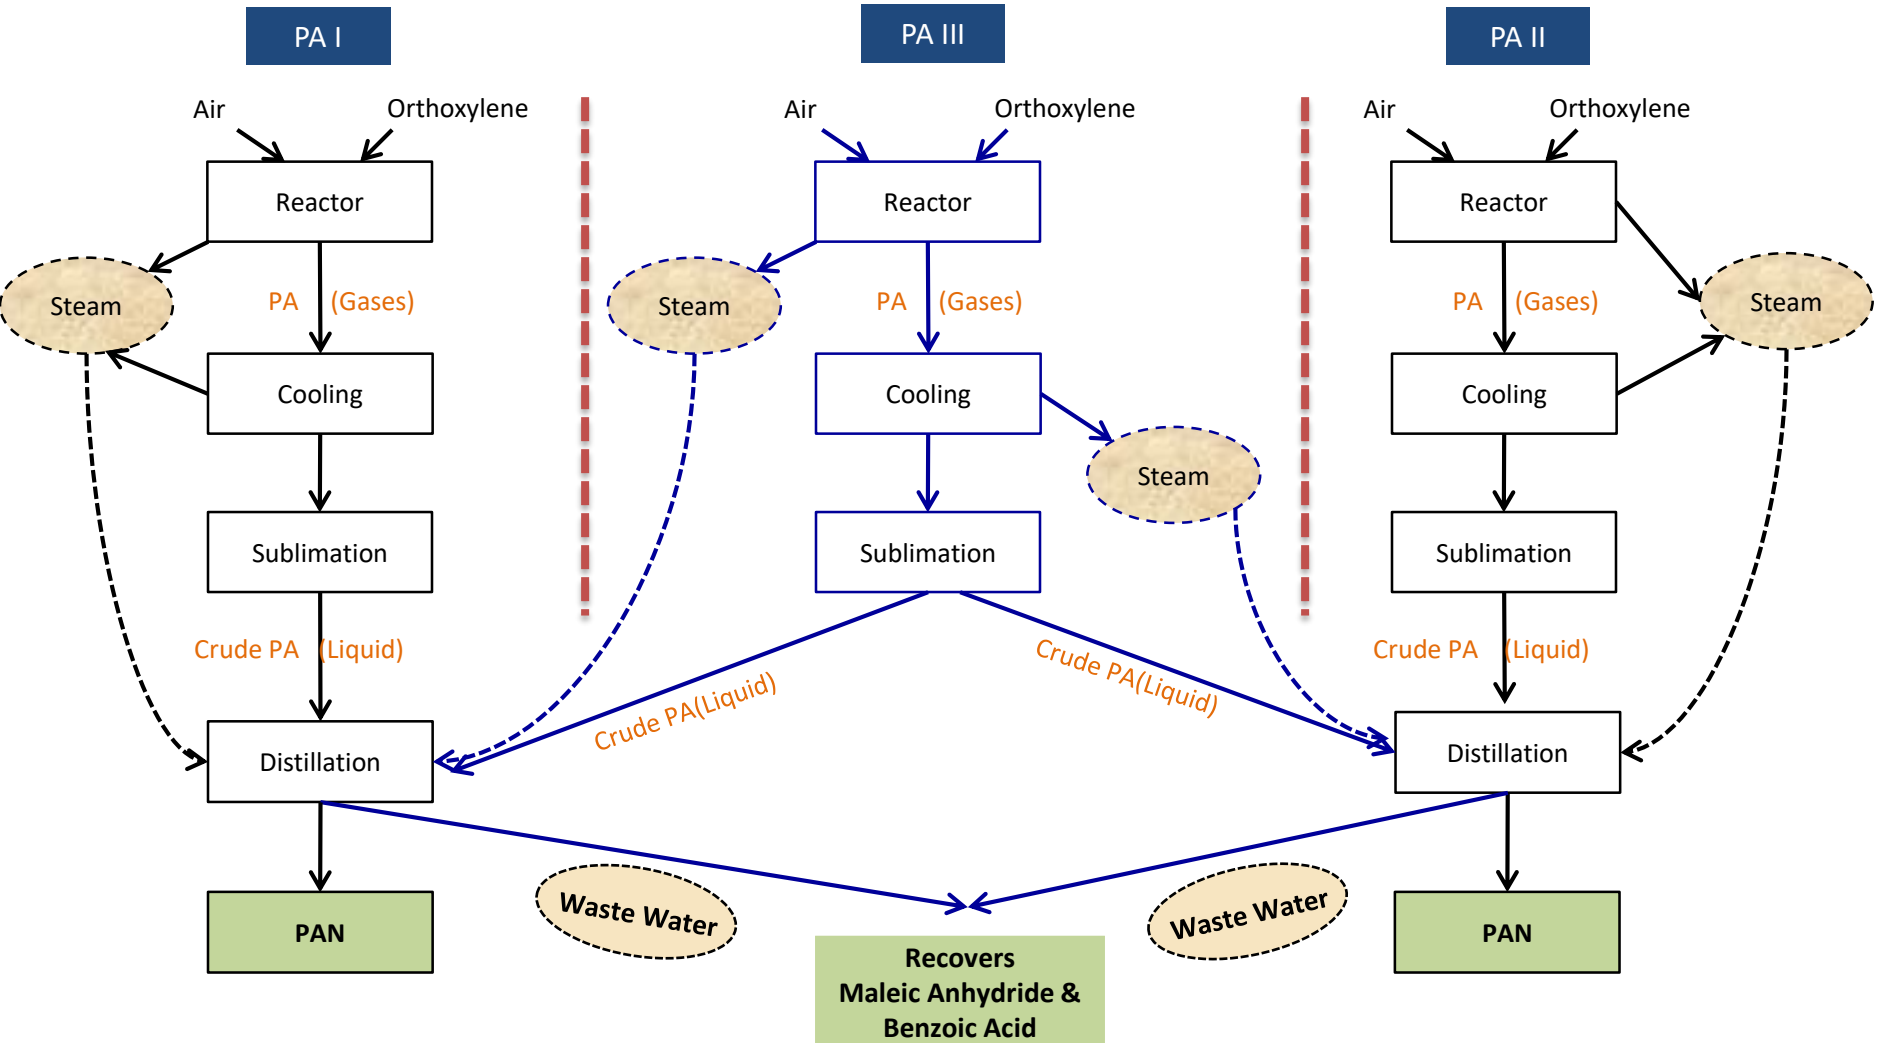 PA I
PA III
PA II
Air
Orthoxylene
Air
Orthoxylene
Air
Orthoxylene
Reactor
Reactor
Reactor
Steam
PA (Gases)
Steam
PA (Gases)
PA (Gases)
Steam
Cooling
Cooling
Cooling
Steam
Sublimation
Sublimation
Sublimation
Crude PA (Liquid)
Crude PA(Liquid)
Crude PA(Liquid)
Crude PA (Liquid)
Distillation
Distillation
Waste Water
Waste Water
PAN
PAN
Recovers
Maleic Anhydride &
Benzoic Acid